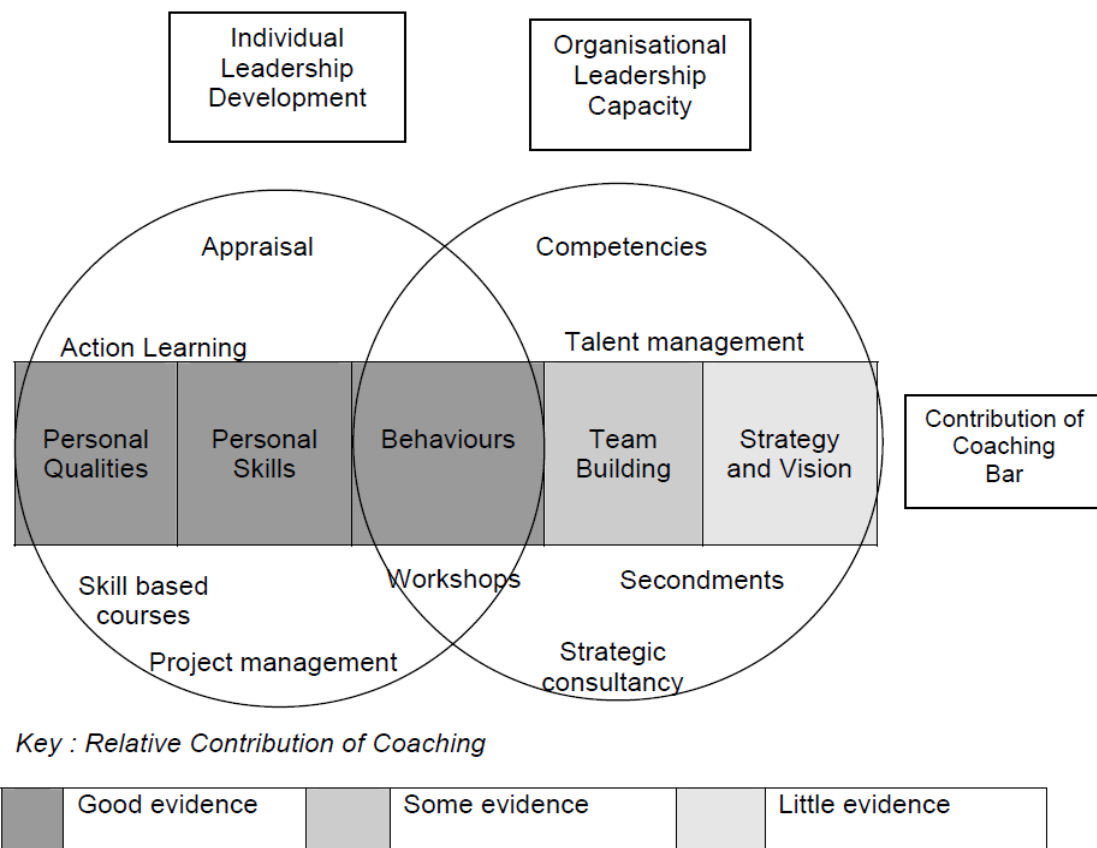 Individual
Leadership
Development
Organisational
Leadership
Capacity
Appraisal
Competencies
Action Learning
Talent management
Personal
Qualities
Personal
Skills
Behaviours
Team
Building
Strategy
and Vision
Contribution of
Coaching
Bar
Skill based
courses
Workshops
Secondments
Project management
Strategic
consultancy
Key : Relative Contribution of Coaching
Good evidence
Some evidence
Little evidence